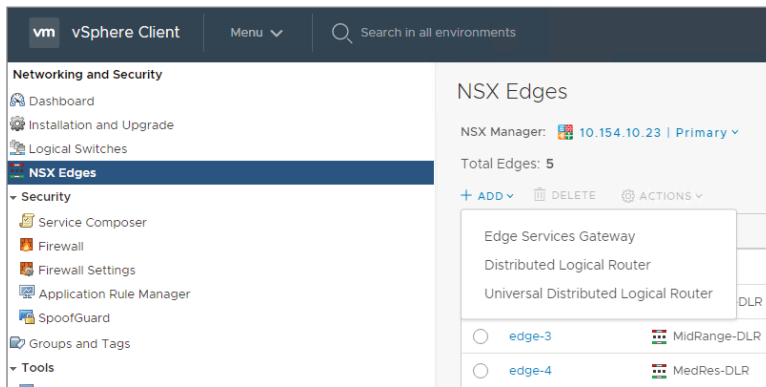 vm vSphere Client Menu Search in all environments
Networking and Security
Dashboard
Installation and Upgrade
Logical Switches
NSX Edges
Security
Service Composer
Firewall
Firewall Settings
Application Rule Manager
SpoofGuard
Groups and Tags
Tools
NSX Edges
NSX Manager: 10.154.10.23 | Primary
Total Edges: 5
+ ADD DELETE ACTIONS
Edge Services Gateway
Distributed Logical Router
Universal Distributed Logical Router
DLR
edge-3 MidRange-DLR
edge-4 MedRes-DLR